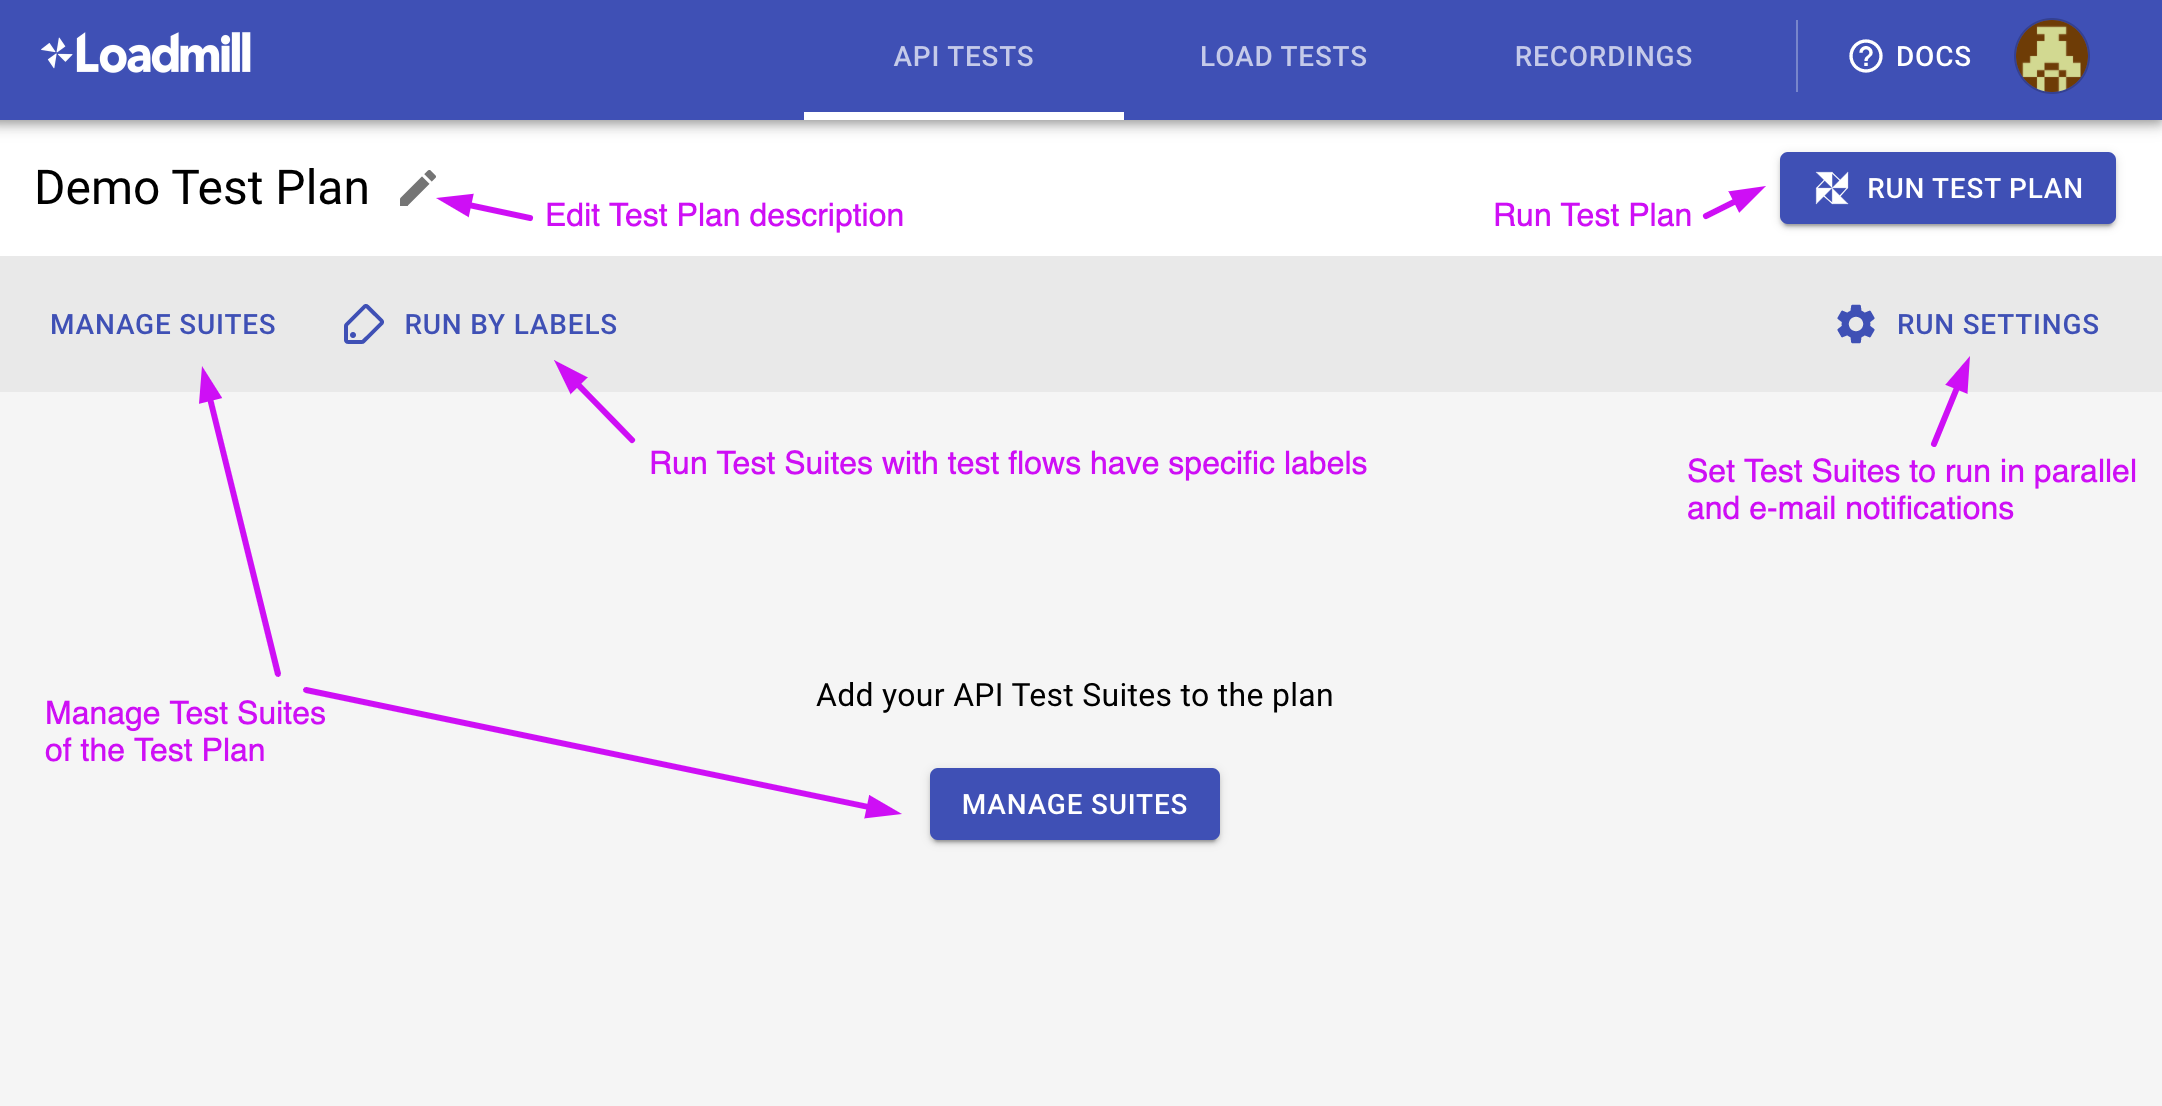 Loadmill
API TESTS
LOAD TESTS
RECORDINGS
DOCS
Demo Test Plan
Edit Test Plan description
Run Test Plan
RUN TEST PLAN
MANAGE SUITES
RUN BY LABELS
RUN SETTINGS
Run Test Suites with test flows have specific labels
Set Test Suites to run in parallel
and e-mail notifications
Manage Test Suites
of the Test Plan
Add your API Test Suites to the plan
MANAGE SUITES